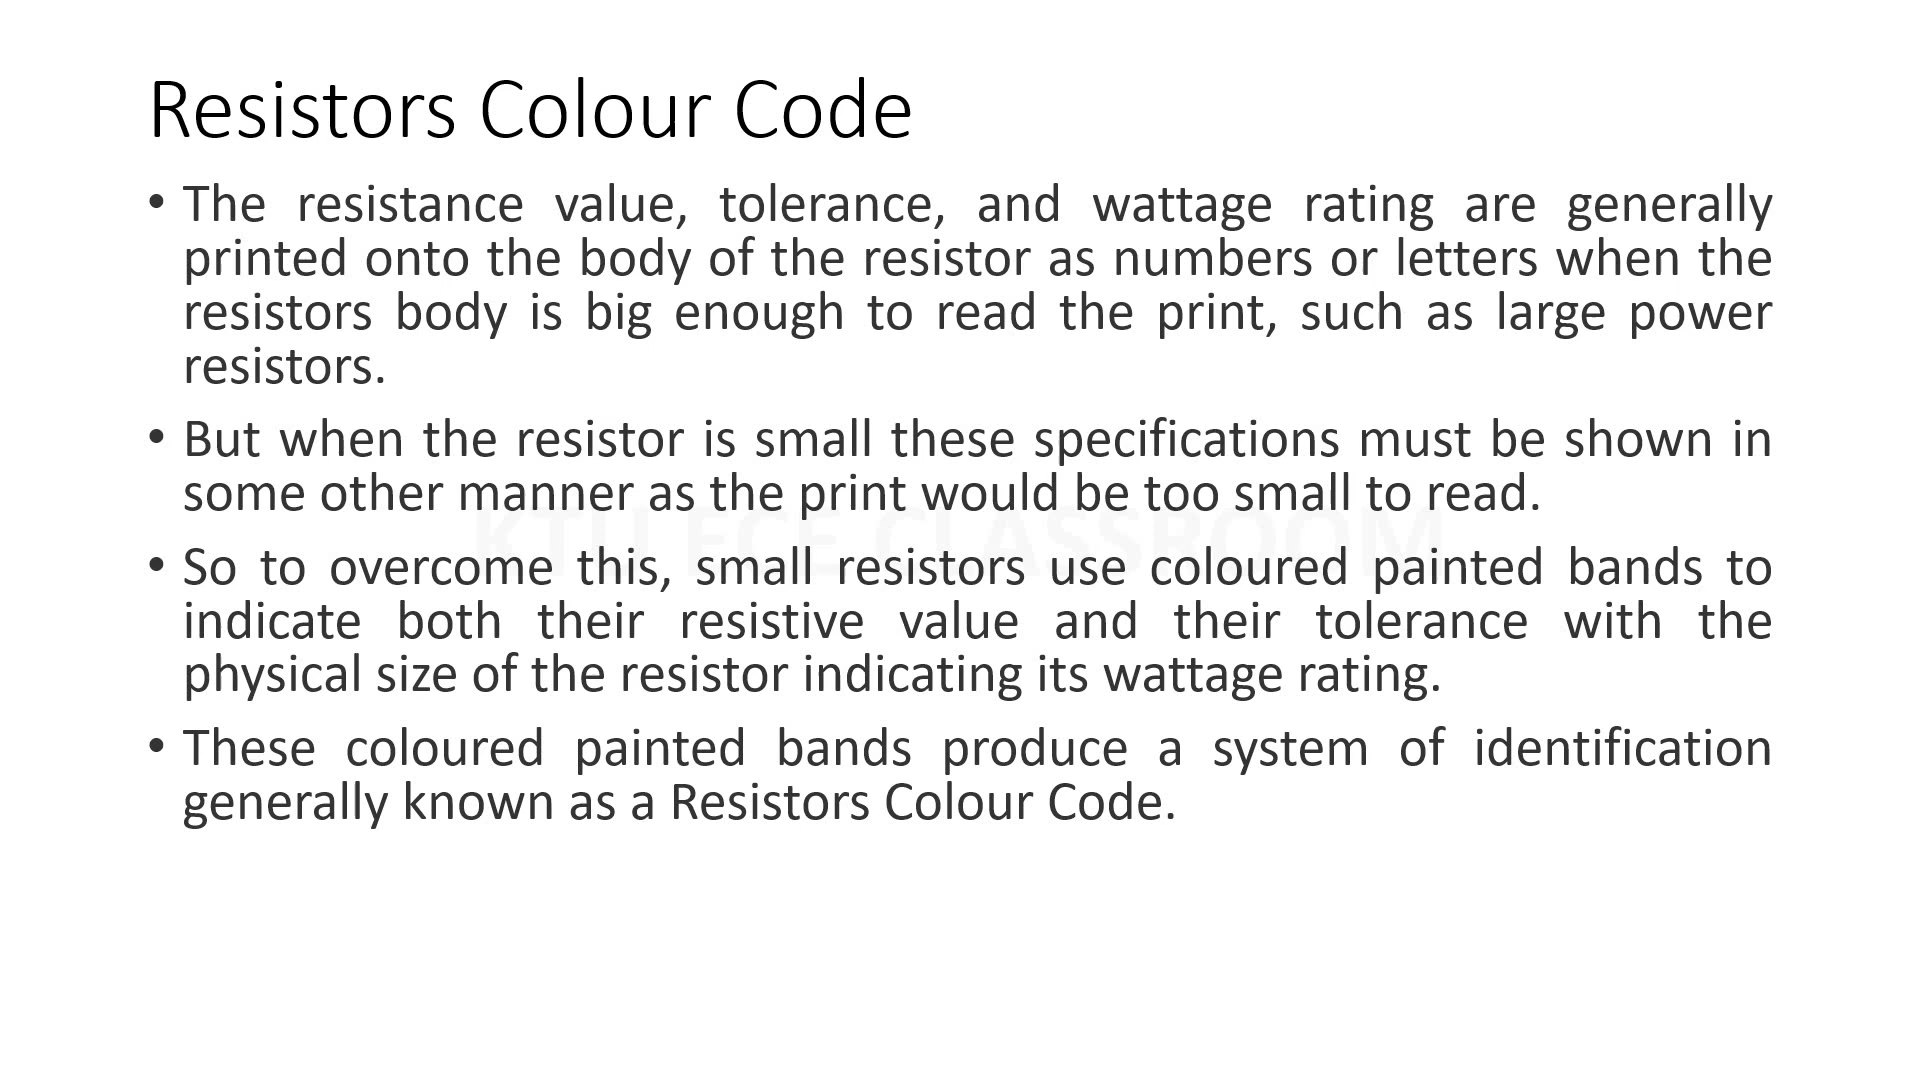 Resistors Colour Code
• The resistance value, tolerance, and wattage rating are generally
printed onto the body of the resistor as numbers or letters when the
resistors body is big enough to read the print, such as large power
resistors.
• But when the resistor is small these specifications must be shown in
some other manner as the print would be too small to read.
KTU ECE CLASSROOM
• So to overcome this, small resistors use coloured painted bands to
indicate both their resistive value and their tolerance with the
physical size of the resistor indicating its wattage rating.
• These coloured painted bands produce a system of identification
generally known as a Resistors Colour Code.